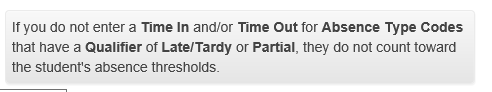 If you do not enter a Time In and/or Time Out for Absence Type Codes
that have a Qualifier of Late/Tardy or Partial, they do not count toward
the student's absence thresholds.